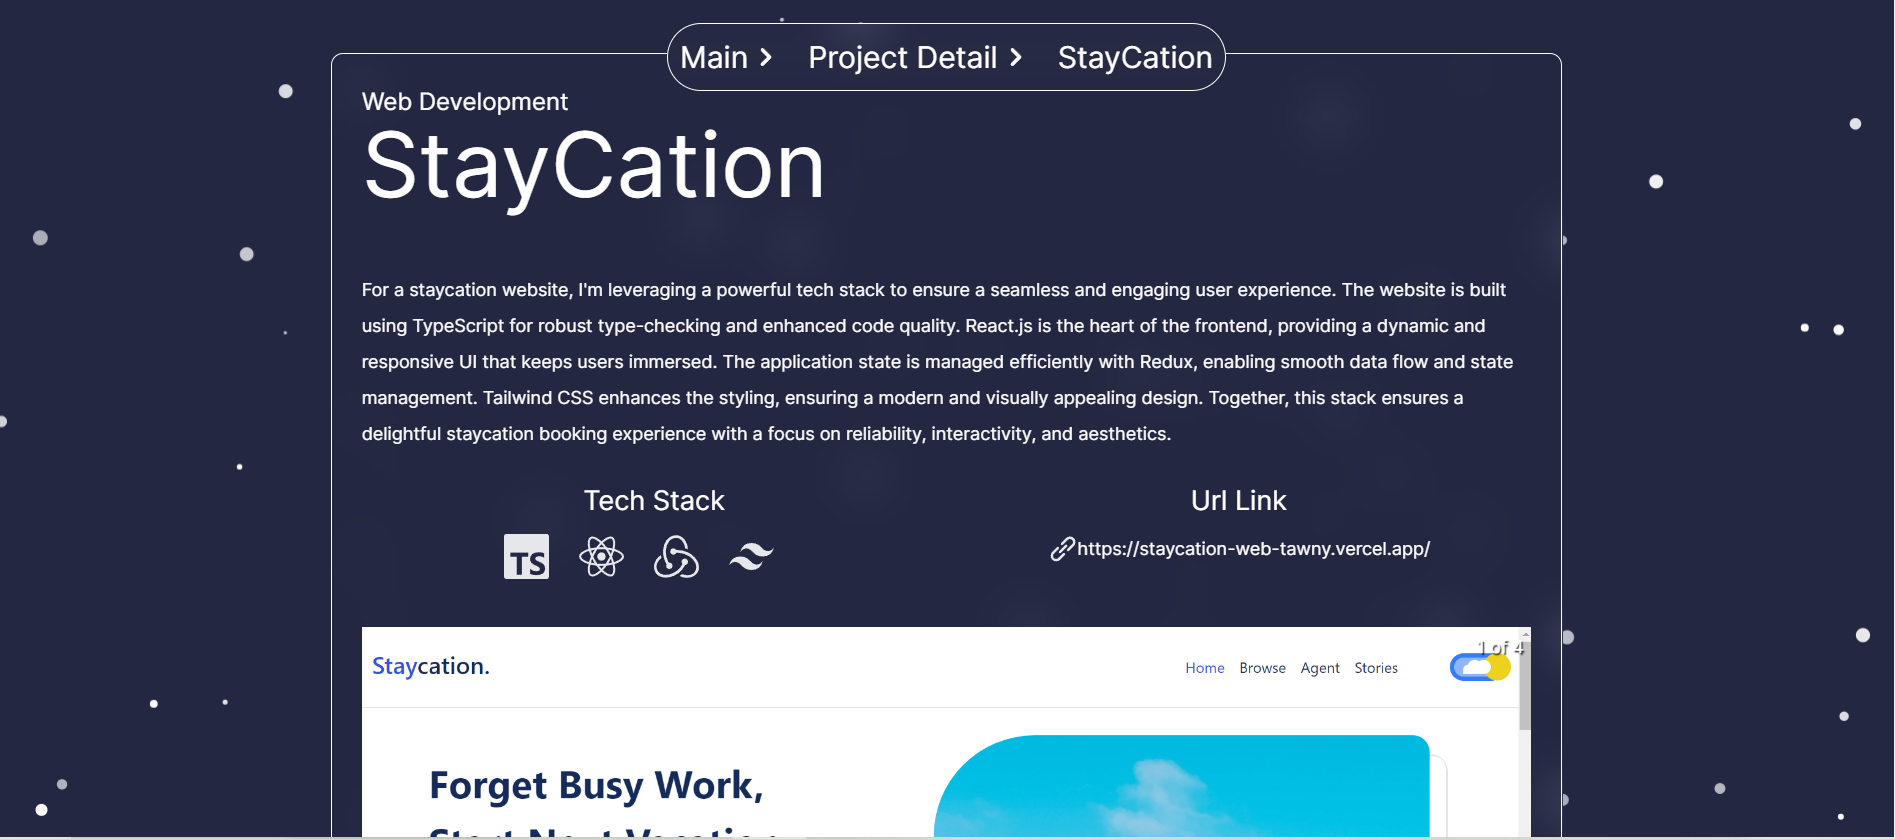 Main > Project Detail > StayCation
Web Development
StayCation
For a staycation website, I'm leveraging a powerful tech stack to ensure a seamless and engaging user experience. The website is built
using TypeScript for robust type-checking and enhanced code quality. React.js is the heart of the frontend, providing a dynamic and
responsive UI that keeps users immersed. The application state is managed efficiently with Redux, enabling smooth data flow and state
management. Tailwind CSS enhances the styling, ensuring a modern and visually appealing design. Together, this stack ensures a
delightful staycation booking experience with a focus on reliability, interactivity, and aesthetics.
Tech Stack
TS
Url Link
https://staycation-web-tawny.vercel.app/
1 of 4
Staycation.
Home Browse Agent Stories
Forget Busy Work,
Start Next Vacation